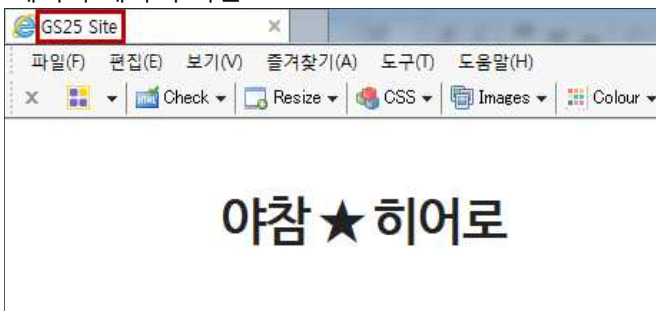 GS25 Site
파일(F) 편집(E) 보기(V) 즐겨찾기(A) 도구(T) 도움말(H)
x Check Resize CSS Images Colour
야참 ★ 히어로